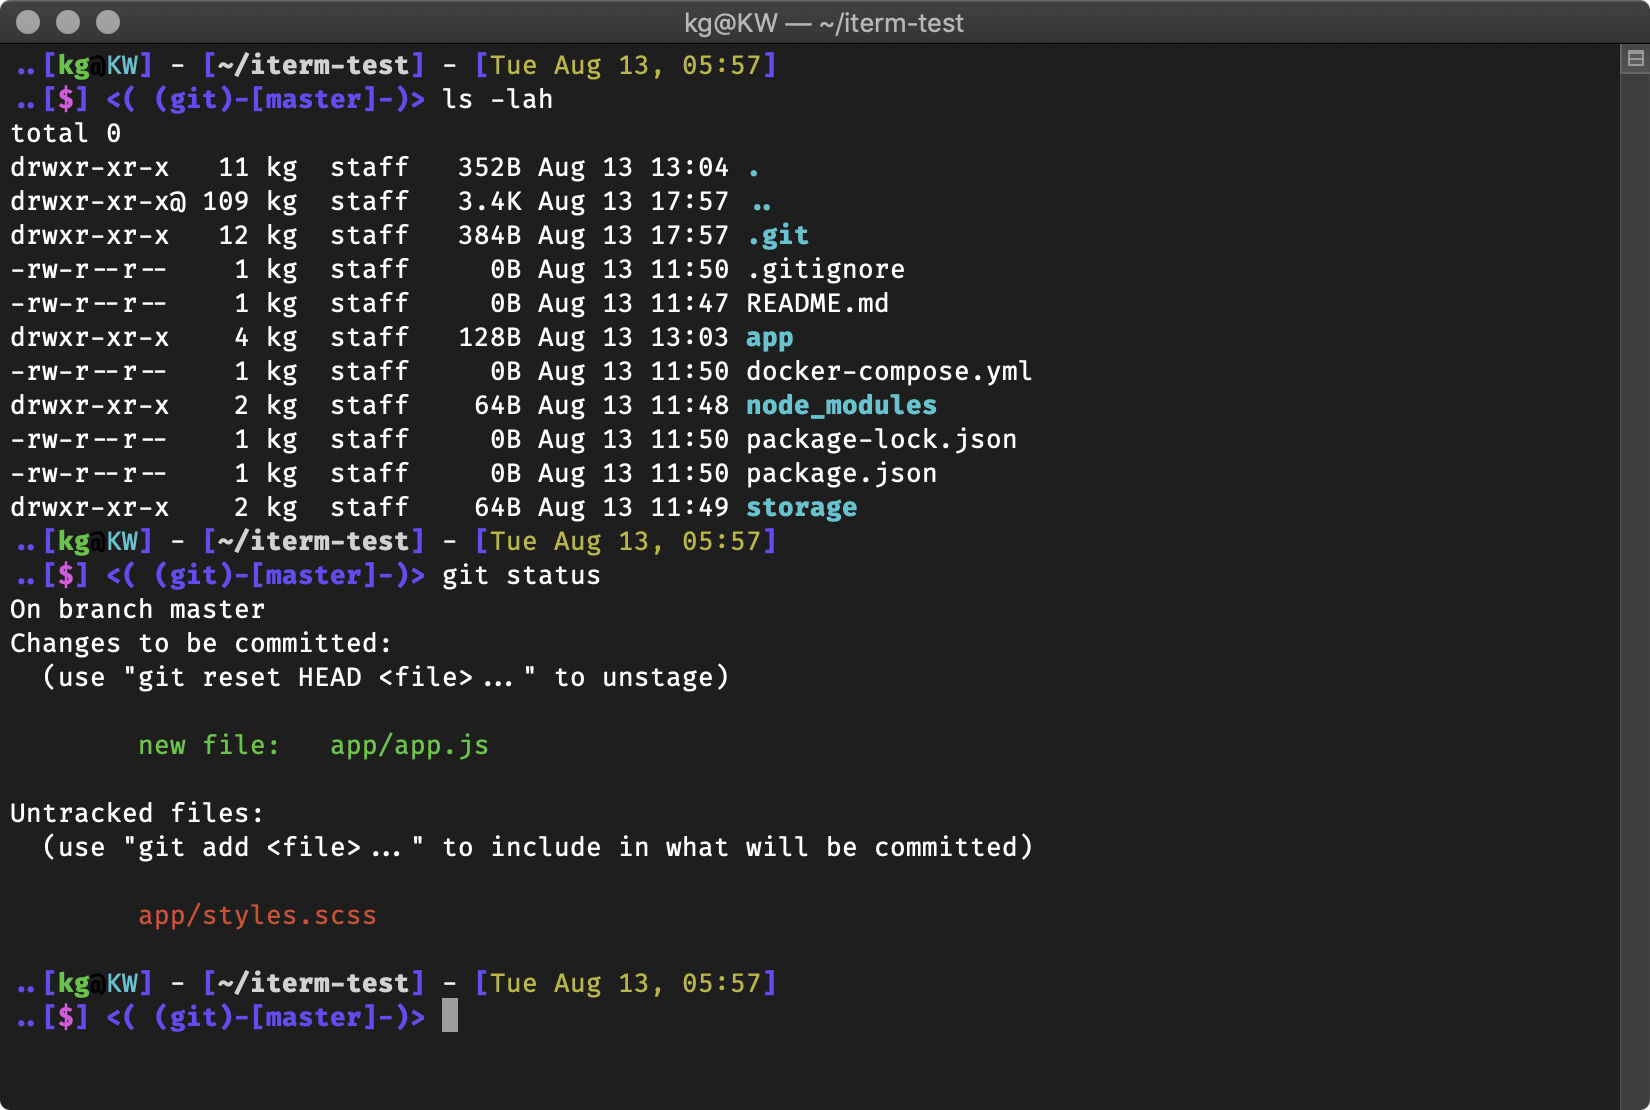 kg@KW — ~/iterm-test
..[kg@KW] - [~/iterm-test] - [Tue Aug 13, 05:57]
..[$] <( (git)-[master]-)> ls -lah
total 0
drwxr-xr-x   11 kg  staff   352B Aug 13 13:04 .
drwxr-xr-x@ 109 kg  staff   3.4K Aug 13 17:57 ..
drwxr-xr-x   12 kg  staff   384B Aug 13 17:57 .git
-rw-r--r--    1 kg  staff     0B Aug 13 11:50 .gitignore
-rw-r--r--    1 kg  staff     0B Aug 13 11:47 README.md
drwxr-xr-x    4 kg  staff   128B Aug 13 13:03 app
-rw-r--r--    1 kg  staff     0B Aug 13 11:50 docker-compose.yml
drwxr-xr-x    2 kg  staff    64B Aug 13 11:48 node_modules
-rw-r--r--    1 kg  staff     0B Aug 13 11:50 package-lock.json
-rw-r--r--    1 kg  staff     0B Aug 13 11:50 package.json
drwxr-xr-x    2 kg  staff    64B Aug 13 11:49 storage
..[kg@KW] - [~/iterm-test] - [Tue Aug 13, 05:57]
..[$] <( (git)-[master]-)> git status
On branch master
Changes to be committed:
  (use "git reset HEAD <file>..." to unstage)
        new file:   app/app.js
Untracked files:
  (use "git add <file>..." to include in what will be committed)
        app/styles.scss
..[kg@KW] - [~/iterm-test] - [Tue Aug 13, 05:57]
..[$] <( (git)-[master]-)>